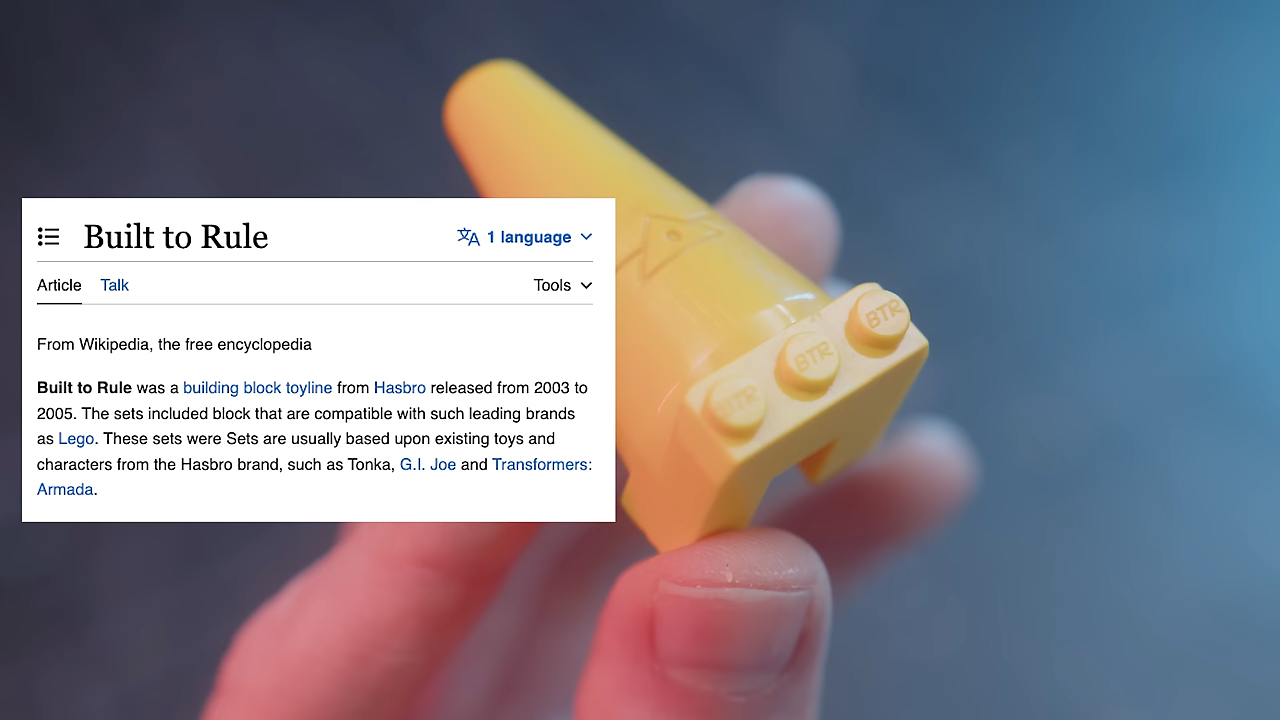 Built to Rule
1 language
Article Talk Tools
From Wikipedia, the free encyclopedia
Built to Rule was a building block toyline from Hasbro released from 2003 to
2005. The sets included block that are compatible with such leading brands
as Lego. These sets were Sets are usually based upon existing toys and
characters from the Hasbro brand, such as Tonka, G.I. Joe and Transformers:
Armada.
BTR
BTR
BTR